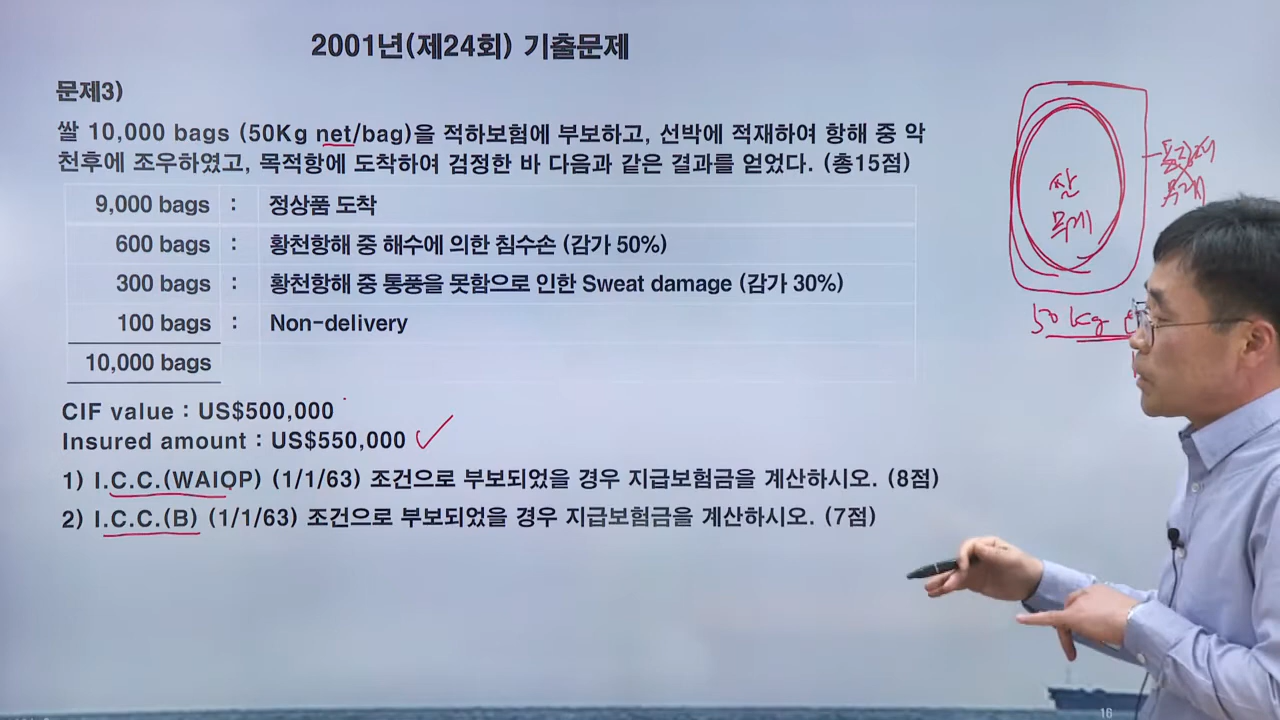 2001년(제24회) 기출문제
문제3)
쌀 10,000 bags (50Kg net/bag)을 적하보험에 부보하고, 선박에 적재하여 항해 중 악
천후에 조우하였고, 목적항에 도착하여 검정한 바 다음과 같은 결과를 얻었다. (총15점)
9,000 bags : 정상품 도착
600 bags : 황천항해 중 해수에 의한 침수손 (감가 50%)
300 bags : 황천항해 중 통풍을 못함으로 인한 Sweat damage (감가 30%)
100 bags : Non-delivery
10,000 bags
CIF value : US$500,000
Insured amount : US$550,000
1) I.C.C.(WAIOP) (1/1/63) 조건으로 부보되었을 경우 지급보험금을 계산하시오. (8점)
2) I.C.C.(B) (1/1/63) 조건으로 부보되었을 경우 지급보험금을 계산하시오. (7점)
쌀
무게
무게
50 kg
16